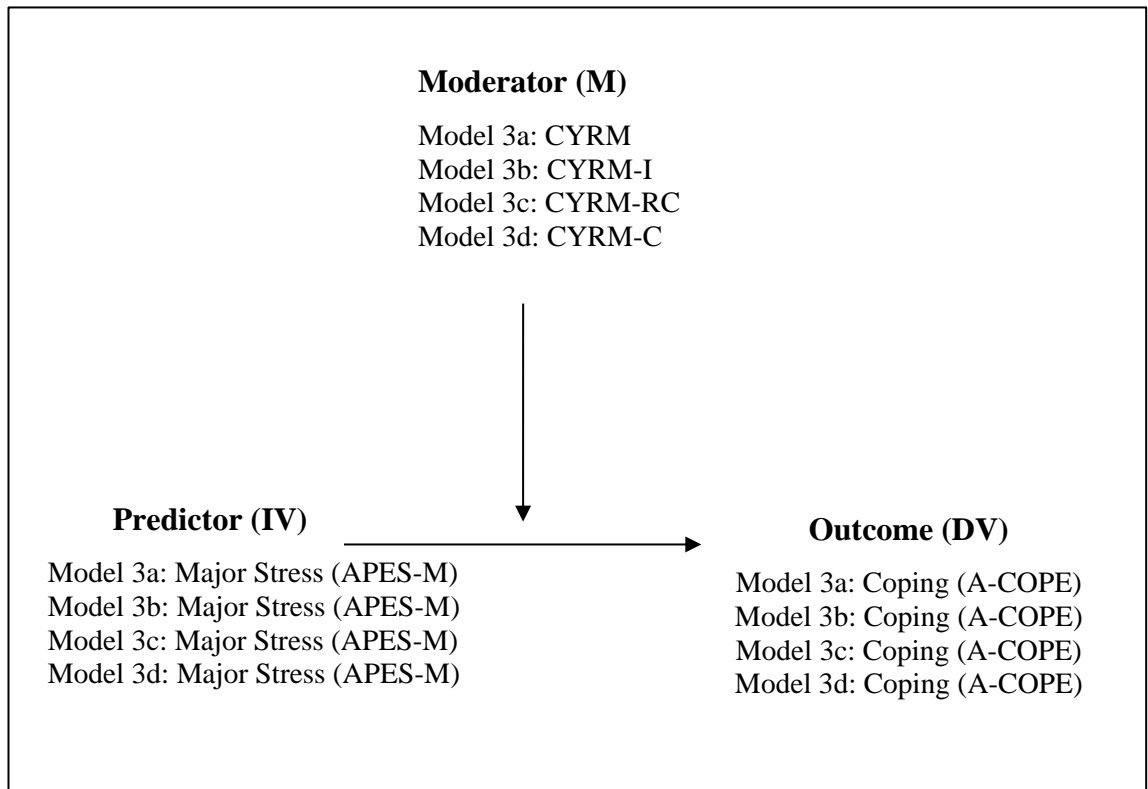 Moderator (M)
Model 3a: CYRM
Model 3b: CYRM-I
Model 3c: CYRM-RC
Model 3d: CYRM-C
Predictor (IV)
Model 3a: Major Stress (APES-M)
Model 3b: Major Stress (APES-M)
Model 3c: Major Stress (APES-M)
Model 3d: Major Stress (APES-M)
Outcome (DV)
Model 3a: Coping (A-COPE)
Model 3b: Coping (A-COPE)
Model 3c: Coping (A-COPE)
Model 3d: Coping (A-COPE)